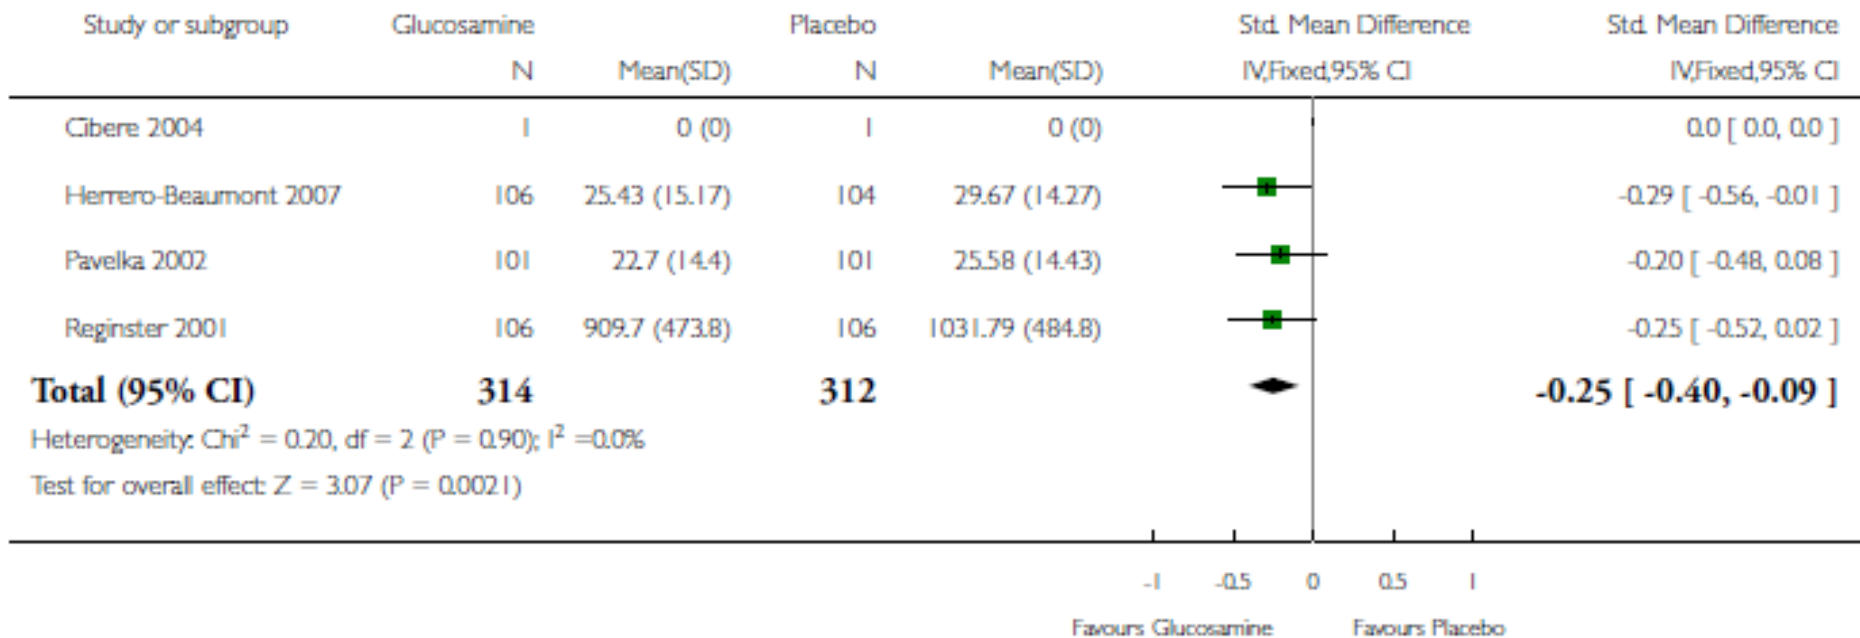 Study or subgroup Glucosamine Placebo Std. Mean Difference Std. Mean Difference
N Mean(SD) N Mean(SD) IV,Fixed,95% CI IV,Fixed,95% CI
Cibere 2004 1 0 (0) 1 0 (0) 0.0 [ 0.0, 0.0 ]
Herrero-Beaumont 2007 106 25.43 (15.17) 104 29.67 (14.27) -0.29 [ -0.56, -0.01 ]
Pavelka 2002 101 22.7 (14.4) 101 25.58 (14.43) -0.20 [ -0.48, 0.08 ]
Reginster 2001 106 909.7 (473.8) 106 1031.79 (484.8) -0.25 [ -0.52, 0.02 ]
Total (95% CI) 314 312 -0.25 [ -0.40, -0.09 ]
Heterogeneity: Chi² = 0.20, df = 2 (P = 0.90); I² =0.0%
Test for overall effect: Z = 3.07 (P = 0.0021)
-1 -0.5 0 0.5 1
Favours Glucosamine Favours Placebo